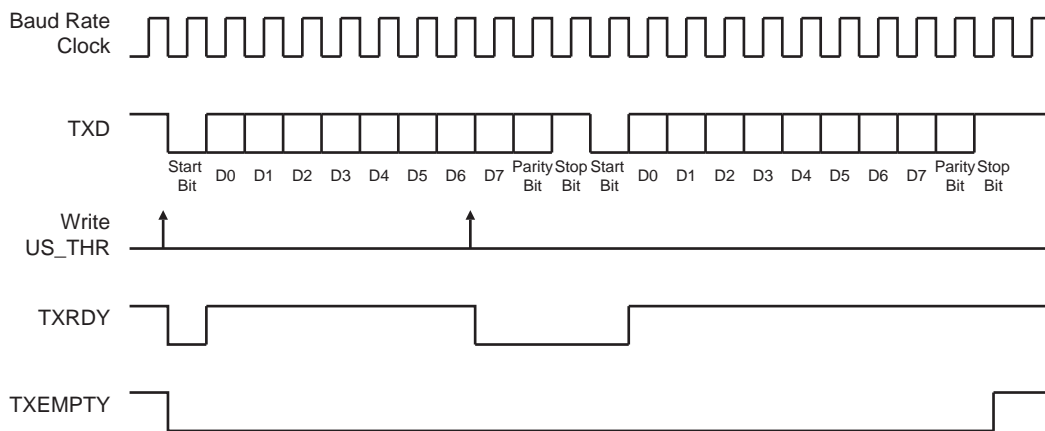 Baud Rate
Clock
TXD
Start
Bit
D0
D1
D2
D3
D4
D5
D6
D7
Parity
Bit
Stop
Bit
Start
Bit
D0
D1
D2
D3
D4
D5
D6
D7
Parity
Bit
Stop
Bit
Write
US_THR
TXRDY
TXEMPTY